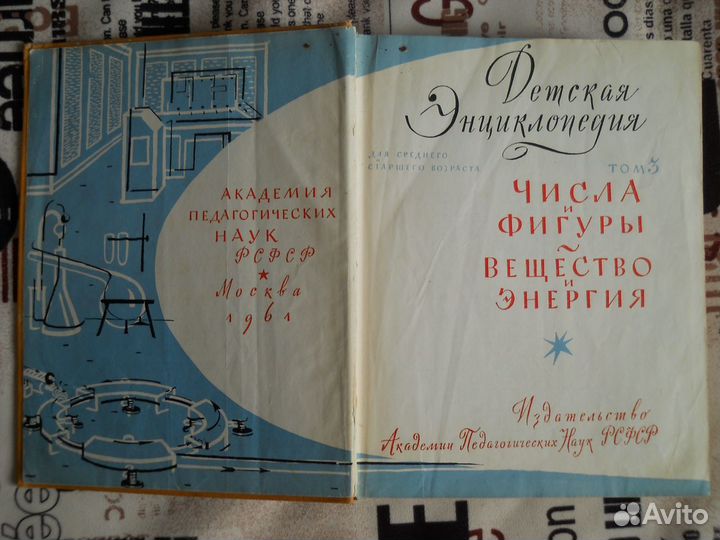 АКАДЕМИЯ
ПЕДАГОГИЧЕСКИХ
НАУК
РСФСР
Москва
1961
Детская
Энциклопедия
ДЛЯ СРЕДНЕГО
СТАРШЕГО ВОЗРАСТА
ТОМ 3
ЧИСЛА
И
ФИГУРЫ
~
ВЕЩЕСТВО
И
ЭНЕРГИЯ
Издательство
Академии Педагогических Наук РСФСР
Avito